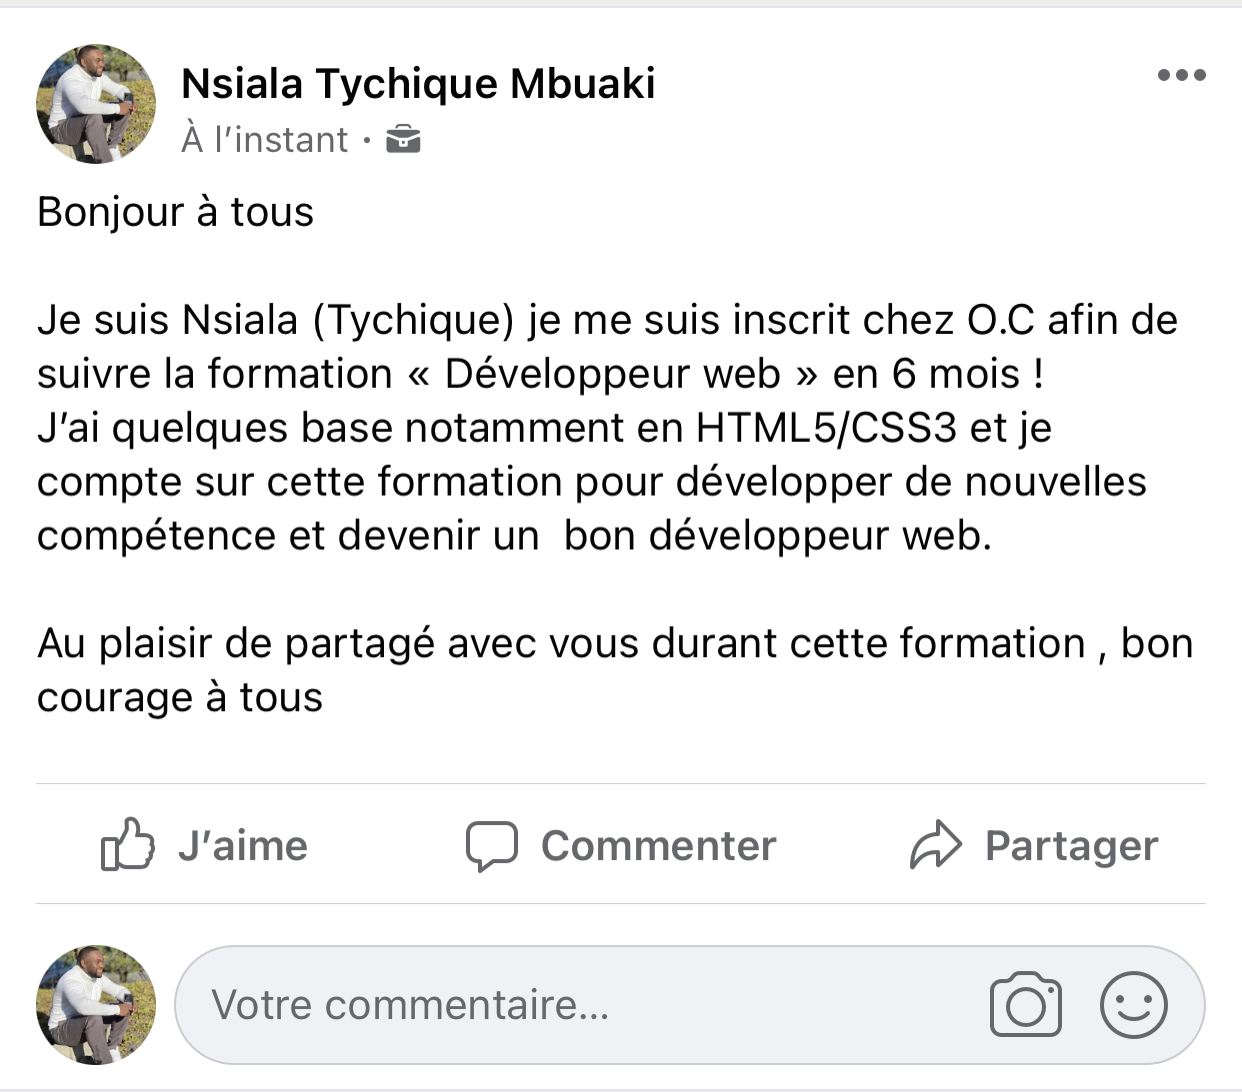 Nsiala Tychique Mbuaki
À l’instant ·
Bonjour à tous
Je suis Nsiala (Tychique) je me suis inscrit chez O.C afin de
suivre la formation « Développeur web » en 6 mois !
J’ai quelques base notamment en HTML5/CSS3 et je
compte sur cette formation pour développer de nouvelles
compétence et devenir un  bon développeur web.
Au plaisir de partagé avec vous durant cette formation , bon
courage à tous
J’aime
Commenter
Partager
Votre commentaire...